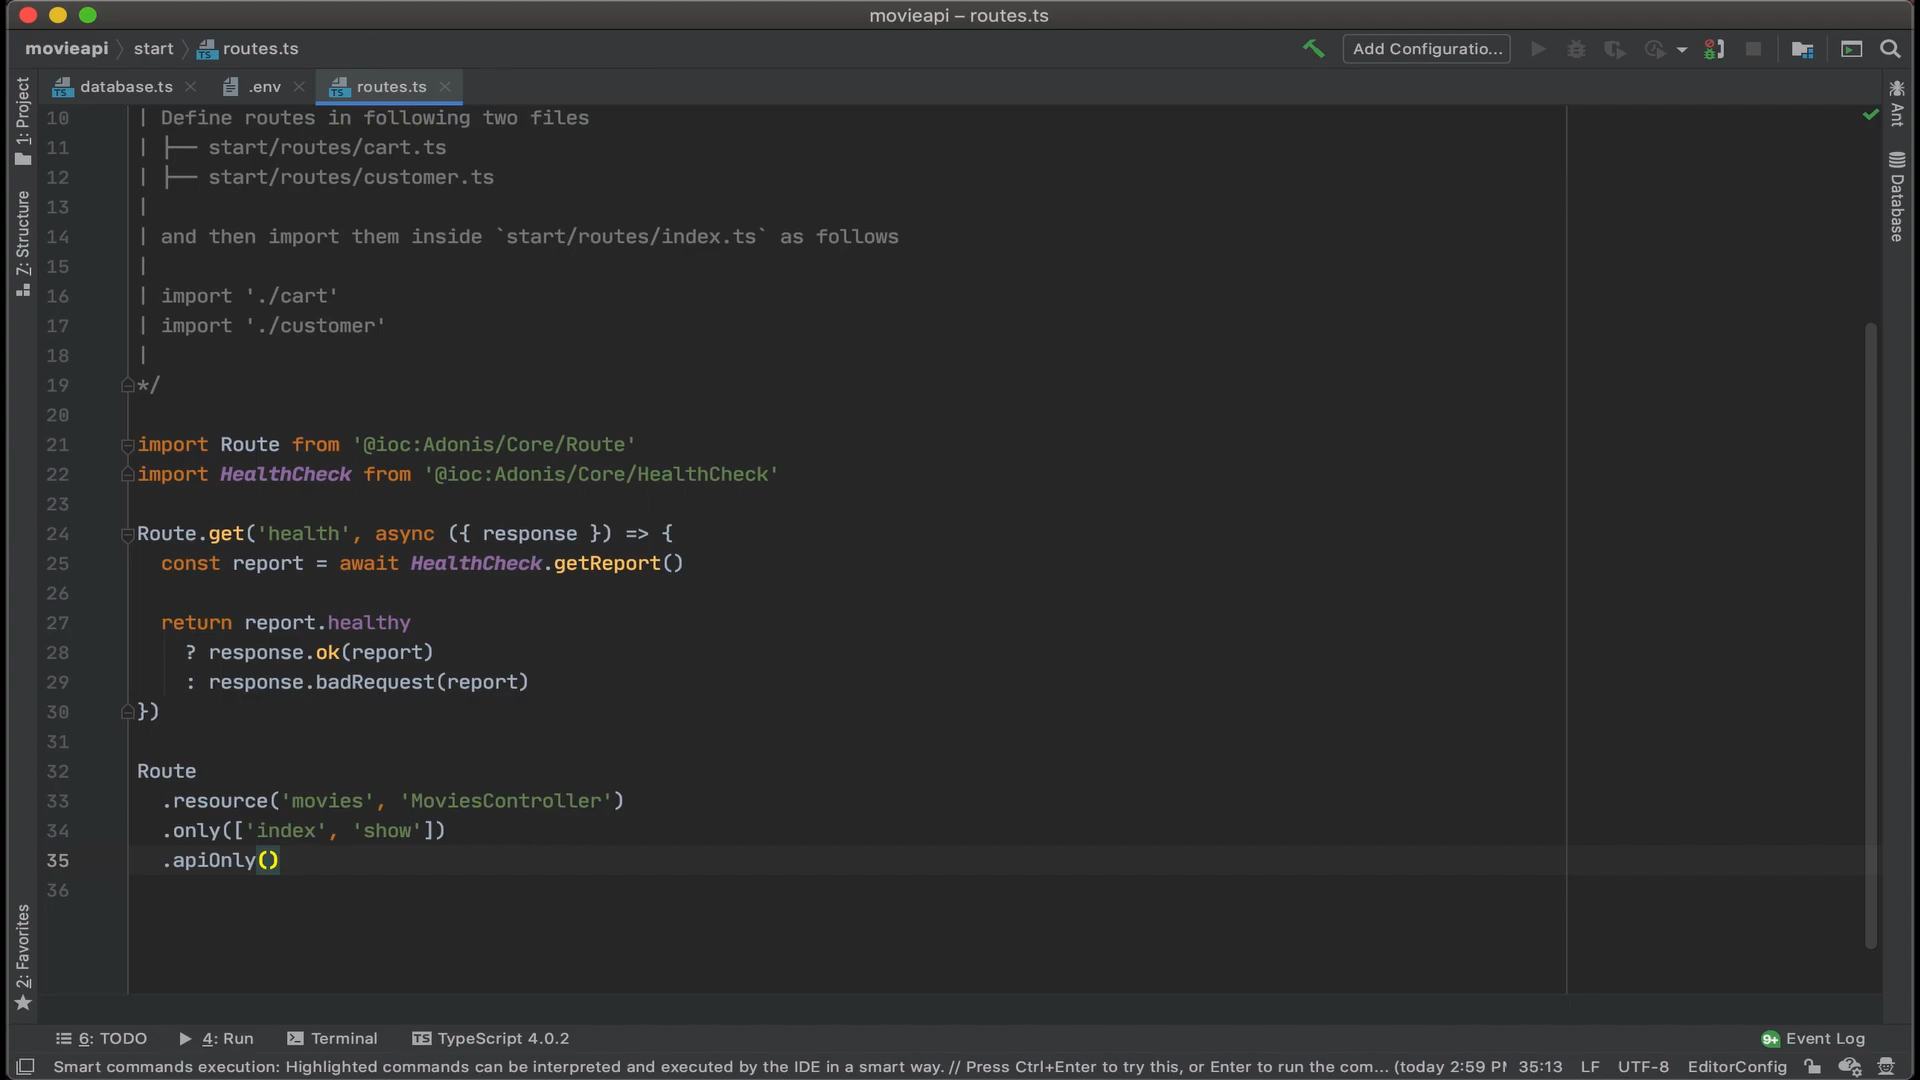 movieapi – routes.ts
movieapi start routes.ts
Add Configuratio...
database.ts .env routes.ts
1: Project
Z: Structure
2: Favorites
Ant
Database
10 | Define routes in following two files
11 | ├── start/routes/cart.ts
12 | ├── start/routes/customer.ts
13 |
14 | and then import them inside `start/routes/index.ts` as follows
15 |
16 | import './cart'
17 | import './customer'
18 |
19 */
20
21 import Route from '@ioc:Adonis/Core/Route'
22 import HealthCheck from '@ioc:Adonis/Core/HealthCheck'
23
24 Route.get('health', async ({ response }) => {
25 const report = await HealthCheck.getReport()
26
27 return report.healthy
28 ? response.ok(report)
29 : response.badRequest(report)
30 })
31
32 Route
33 .resource('movies', 'MoviesController')
34 .only(['index', 'show'])
35 .apiOnly()
36
6: TODO 4: Run Terminal TypeScript 4.0.2 9+ Event Log
Smart commands execution: Highlighted commands can be interpreted and executed by the IDE in a smart way. // Press Ctrl+Enter to try this, or Enter to run the com... (today 2:59 PM 35:13 LF UTF-8 EditorConfig